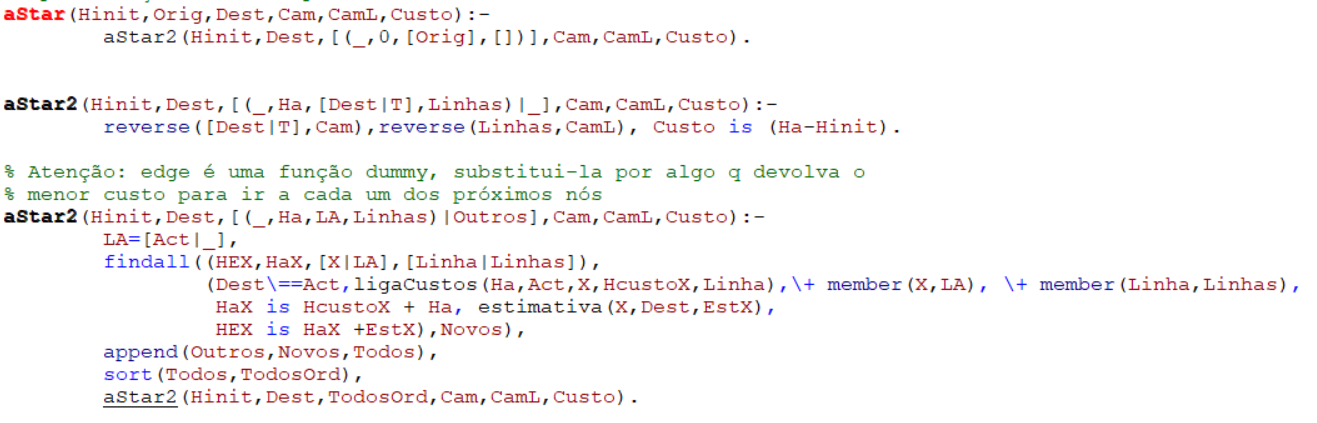 aStar(Hinit,Orig,Dest,Cam,CamL,Custo):-
aStar2(Hinit,Dest,[(_,0,[Orig],[])],Cam,CamL,Custo).
aStar2(Hinit,Dest,[(_,Ha,[Dest|T],Linhas)|_],Cam,CamL,Custo):-
reverse([Dest|T],Cam),reverse(Linhas,CamL), Custo is (Ha-Hinit).
% Atenção: edge é uma função dummy, substitui-la por algo q devolva o
% menor custo para ir a cada um dos próximos nós
aStar2(Hinit,Dest,[(_,Ha,LA,Linhas)|Outros],Cam,CamL,Custo):-
LA=[Act|_],
findall((HEX,HaX,[X|LA],[Linha|Linhas]),
(Dest\==Act,ligaCustos(Ha,Act,X,HcustoX,Linha),\+ member(X,LA), \+ member(Linha,Linhas),
HaX is HcustoX + Ha, estimativa(X,Dest,EstX),
HEX is HaX +EstX),Novos),
append(Outros,Novos,Todos),
sort(Todos,TodosOrd),
aStar2(Hinit,Dest,TodosOrd,Cam,CamL,Custo).